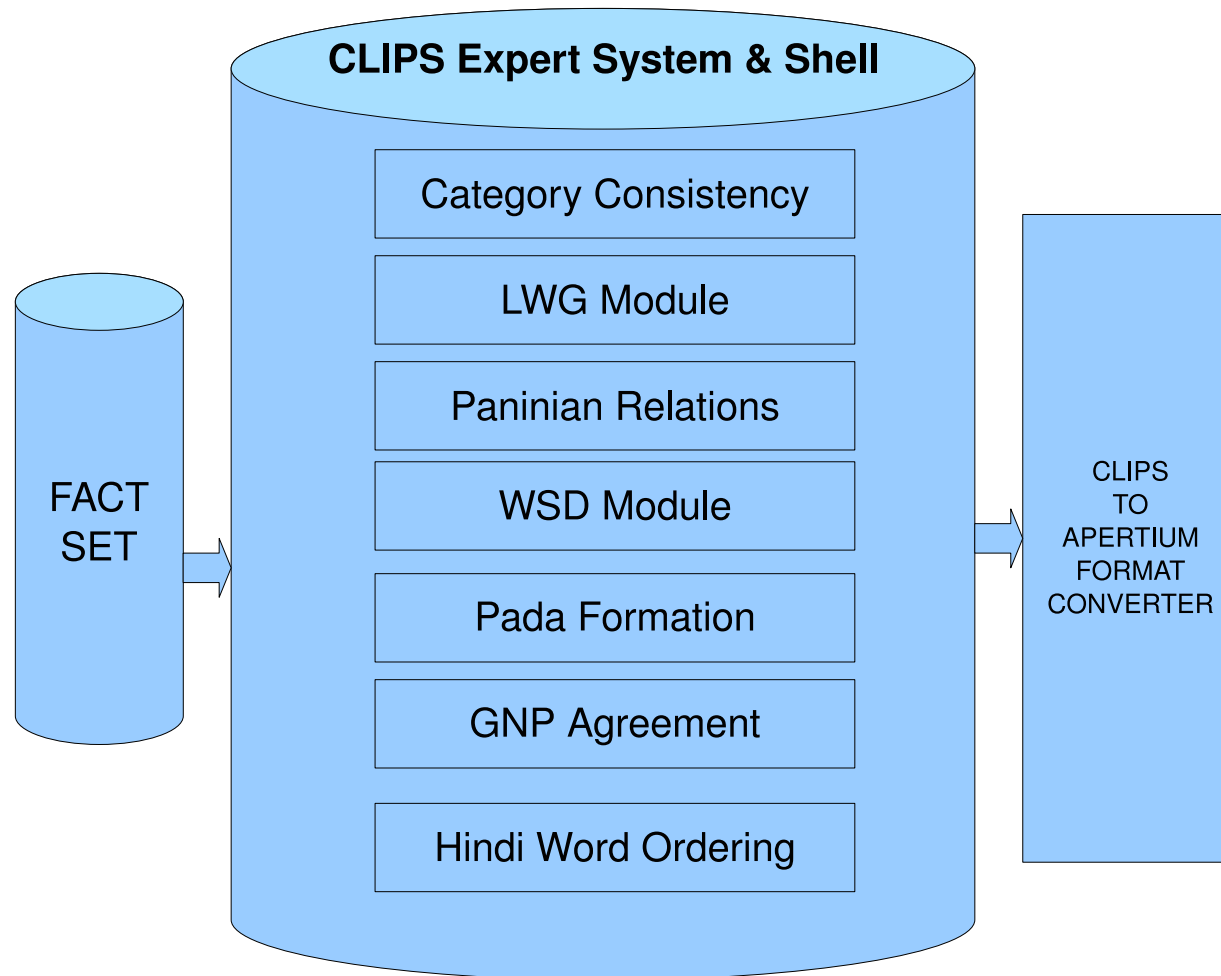 CLIPS Expert System & Shell
Category Consistency
LWG Module
Paninian Relations
WSD Module
Pada Formation
GNP Agreement
Hindi Word Ordering
FACT
SET
CLIPS
TO
APERTIUM
FORMAT
CONVERTER